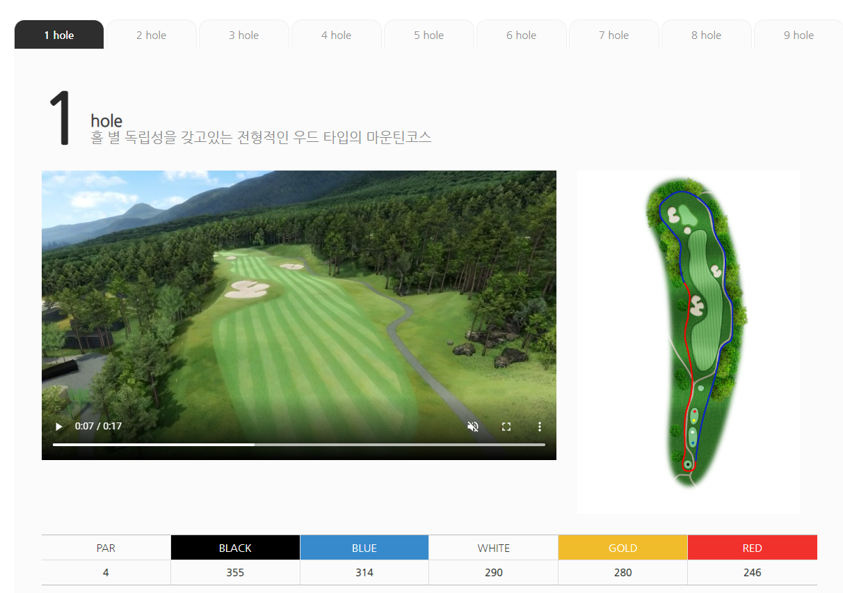 1 hole
2 hole
3 hole
4 hole
5 hole
6 hole
7 hole
8 hole
9 hole
1 hole
홀 별 독립성을 갖고있는 전형적인 우드 타입의 마운틴코스
0:07 / 0:17
PAR BLACK BLUE WHITE GOLD RED
4 355 314 290 280 246